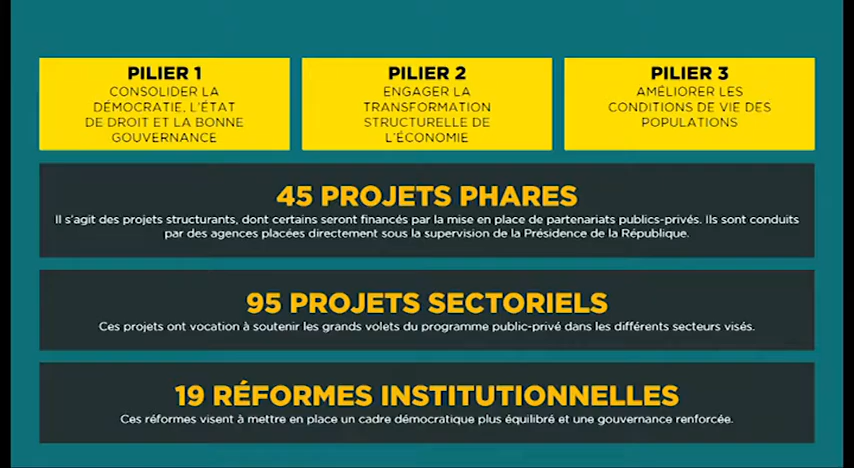 PILIER 1
CONSOLIDER LA
DÉMOCRATIE, L'ÉTAT
DE DROIT ET LA BONNE
GOUVERNANCE
PILIER 2
ENGAGER LA
TRANSFORMATION
STRUCTURELLE DE
L'ÉCONOMIE
PILIER 3
AMÉLIORER LES
CONDITIONS DE VIE DES
POPULATIONS
45 PROJETS PHARES
Il s'agit des projets structurants, dont certains seront financés par la mise en place de partenariats publics-privés. Ils sont conduits
par des agences placées directement sous la supervision de la Présidence de la République.
95 PROJETS SECTORIELS
Ces projets ont vocation à soutenir les grands volets du programme public-privé dans les différents secteurs visés.
19 RÉFORMES INSTITUTIONNELLES
Ces réformes visent à mettre en place un cadre démocratique plus équilibré et une gouvernance renforcée.